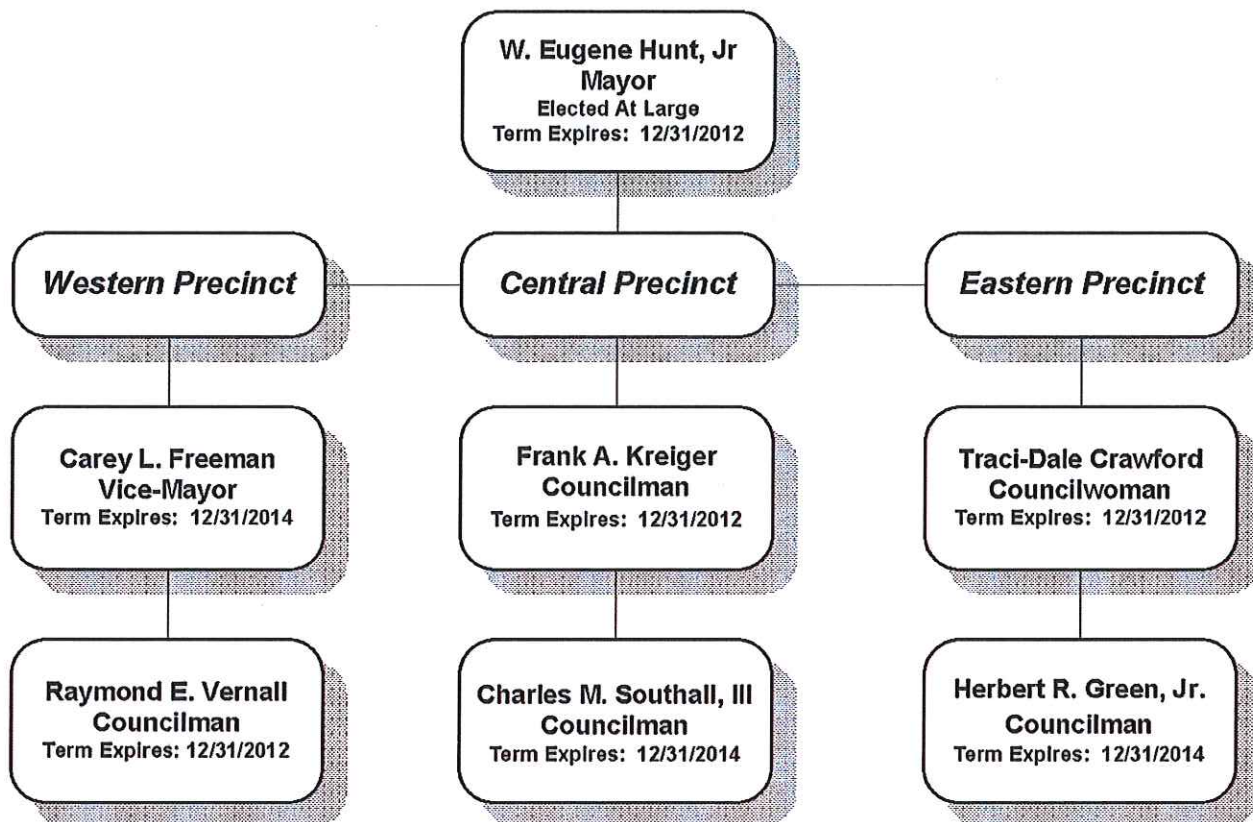 W. Eugene Hunt, Jr
Mayor
Elected At Large
Term Expires: 12/31/2012
Western Precinct
Central Precinct
Eastern Precinct
Carey L. Freeman
Vice-Mayor
Term Expires: 12/31/2014
Frank A. Kreiger
Councilman
Term Expires: 12/31/2012
Traci-Dale Crawford
Councilwoman
Term Expires: 12/31/2012
Raymond E. Vernall
Councilman
Term Expires: 12/31/2012
Charles M. Southall, III
Councilman
Term Expires: 12/31/2014
Herbert R. Green, Jr.
Councilman
Term Expires: 12/31/2014